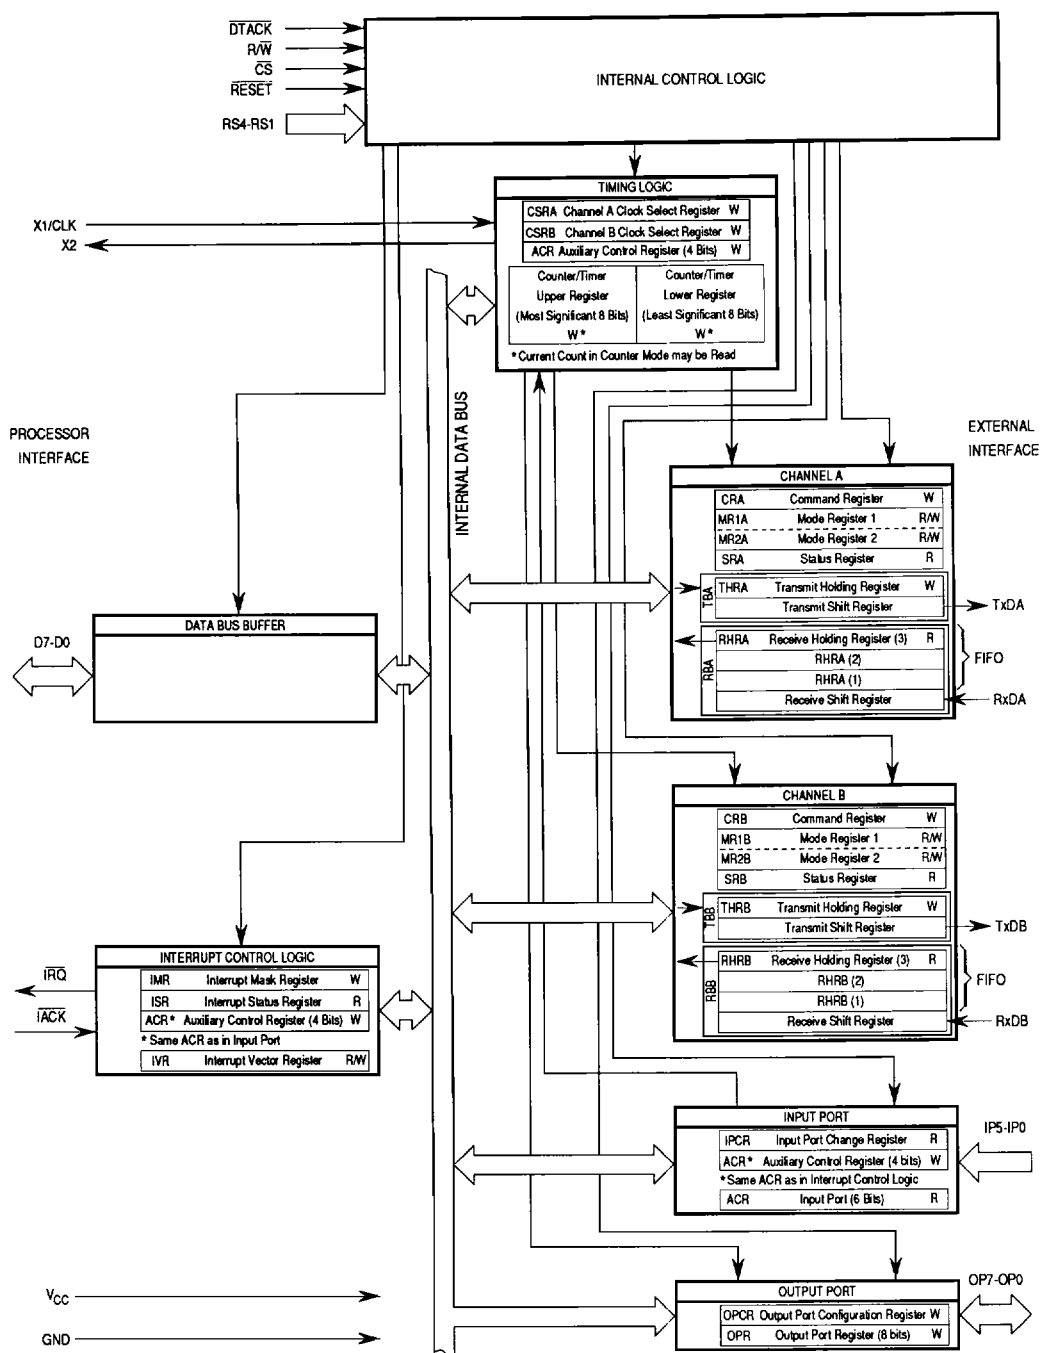 DTACK
R/W
CS
RESET
RS4-RS1
INTERNAL CONTROL LOGIC
X1/CLK
X2
TIMING LOGIC
CSRA Channel A Clock Select Register W
CSRB Channel B Clock Select Register W
ACR Auxiliary Control Register (4 Bits) W
Counter/Timer
Upper Register
(Most Significant 8 Bits)
W *
Counter/Timer
Lower Register
(Least Significant 8 Bits)
W *
* Current Count in Counter Mode may be Read
PROCESSOR
INTERFACE
INTERNAL DATA BUS
EXTERNAL
INTERFACE
CHANNEL A
CRA Command Register W
MR1A Mode Register 1 R/W
MR2A Mode Register 2 R/W
SRA Status Register R
TBA
THRA Transmit Holding Register W
Transmit Shift Register
TxDA
RBA
RHRA Receive Holding Register (3) R
RHRA (2)
RHRA (1)
Receive Shift Register
FIFO
RxDA
D7-D0
DATA BUS BUFFER
CHANNEL B
CRB Command Register W
MR1B Mode Register 1 R/W
MR2B Mode Register 2 R/W
SRB Status Register R
TBB
THRB Transmit Holding Register W
Transmit Shift Register
TxDB
RBB
RHRB Receive Holding Register (3) R
RHRB (2)
RHRB (1)
Receive Shift Register
FIFO
RxDB
IRQ
IACK
INTERRUPT CONTROL LOGIC
IMR Interrupt Mask Register W
ISR Interrupt Status Register R
ACR* Auxiliary Control Register (4 Bits) W
* Same ACR as in Input Port
IVR Interrupt Vector Register R/W
INPUT PORT
IPCR Input Port Change Register R
ACR* Auxiliary Control Register (4 bits) W
* Same ACR as in Interrupt Control Logic
ACR Input Port (6 Bits) R
IP5-IP0
OUTPUT PORT
OPCR Output Port Configuration Register W
OPR Output Port Register (8 bits) W
OP7-OP0
VCC
GND